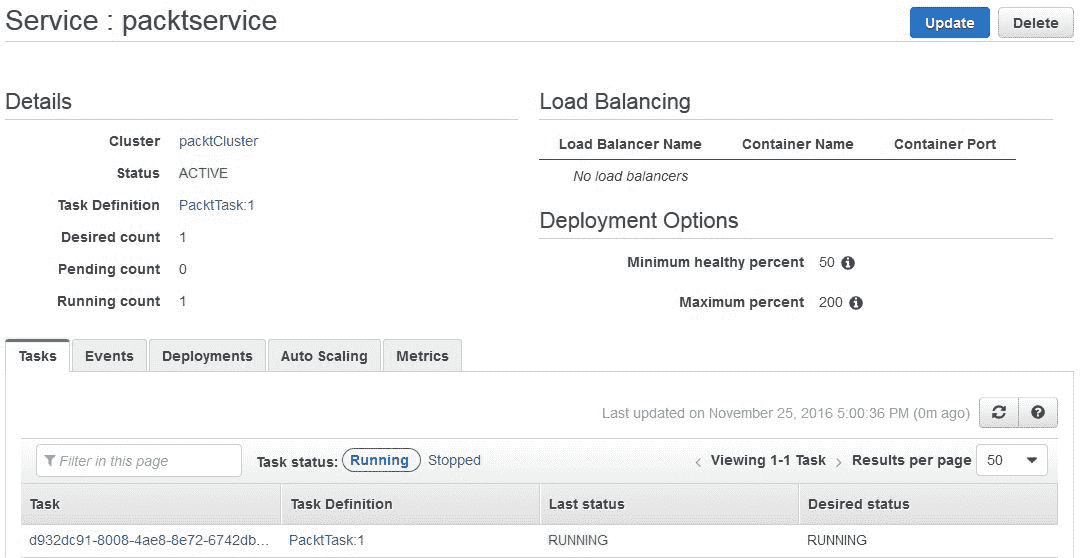 Service : packtservice
Update
Delete
Details
Cluster packtCluster
Status ACTIVE
Task Definition PacktTask:1
Desired count 1
Pending count 0
Running count 1
Load Balancing
Load Balancer Name Container Name Container Port
No load balancers
Deployment Options
Minimum healthy percent 50
Maximum percent 200
Tasks Events Deployments Auto Scaling Metrics
Last updated on November 25, 2016 5:00:36 PM (0m ago)
Filter in this page Task status: Running Stopped < Viewing 1-1 Task > Results per page 50
Task Task Definition Last status Desired status
d932dc91-8008-4ae8-8e72-6742db... PacktTask:1 RUNNING RUNNING